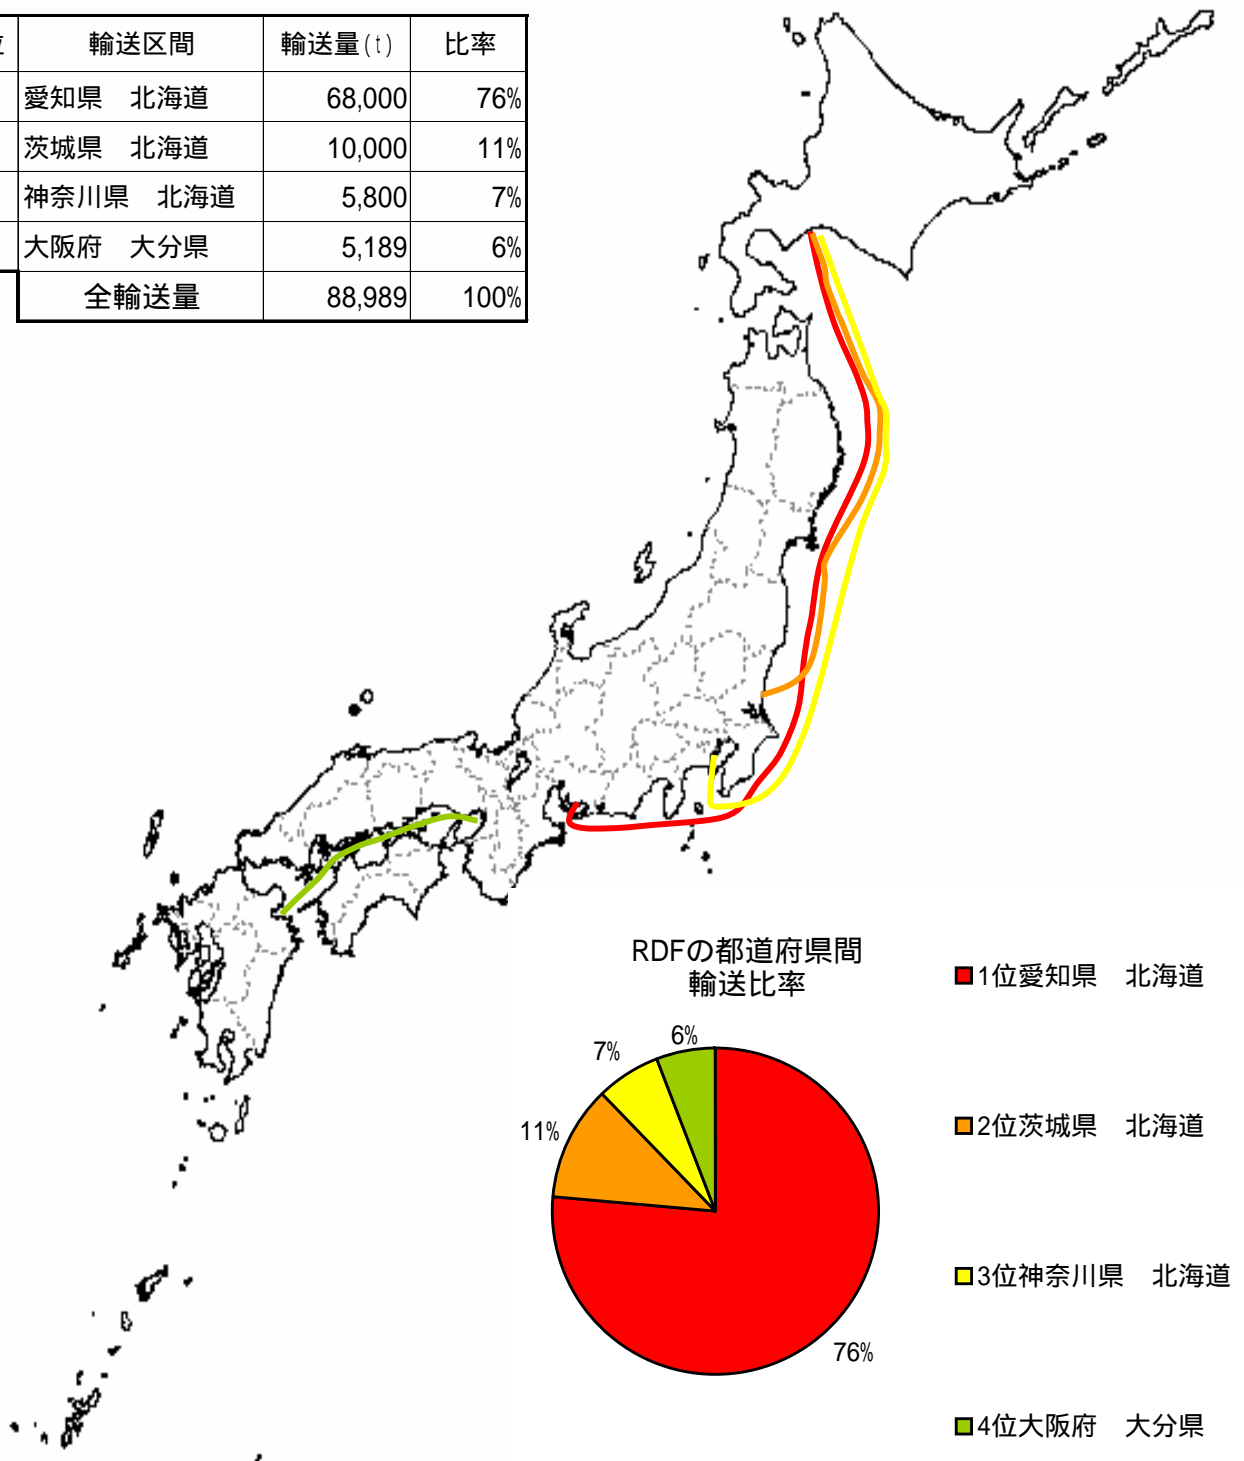 輸送区間 輸送量(t) 比率
愛知県 北海道 68,000 76%
茨城県 北海道 10,000 11%
神奈川県 北海道 5,800 7%
大阪府 大分県 5,189 6%
全輸送量 88,989 100%
RDFの都道府県間
輸送比率
6%
7%
11%
76%
1位愛知県 北海道
2位茨城県 北海道
3位神奈川県 北海道
4位大阪府 大分県